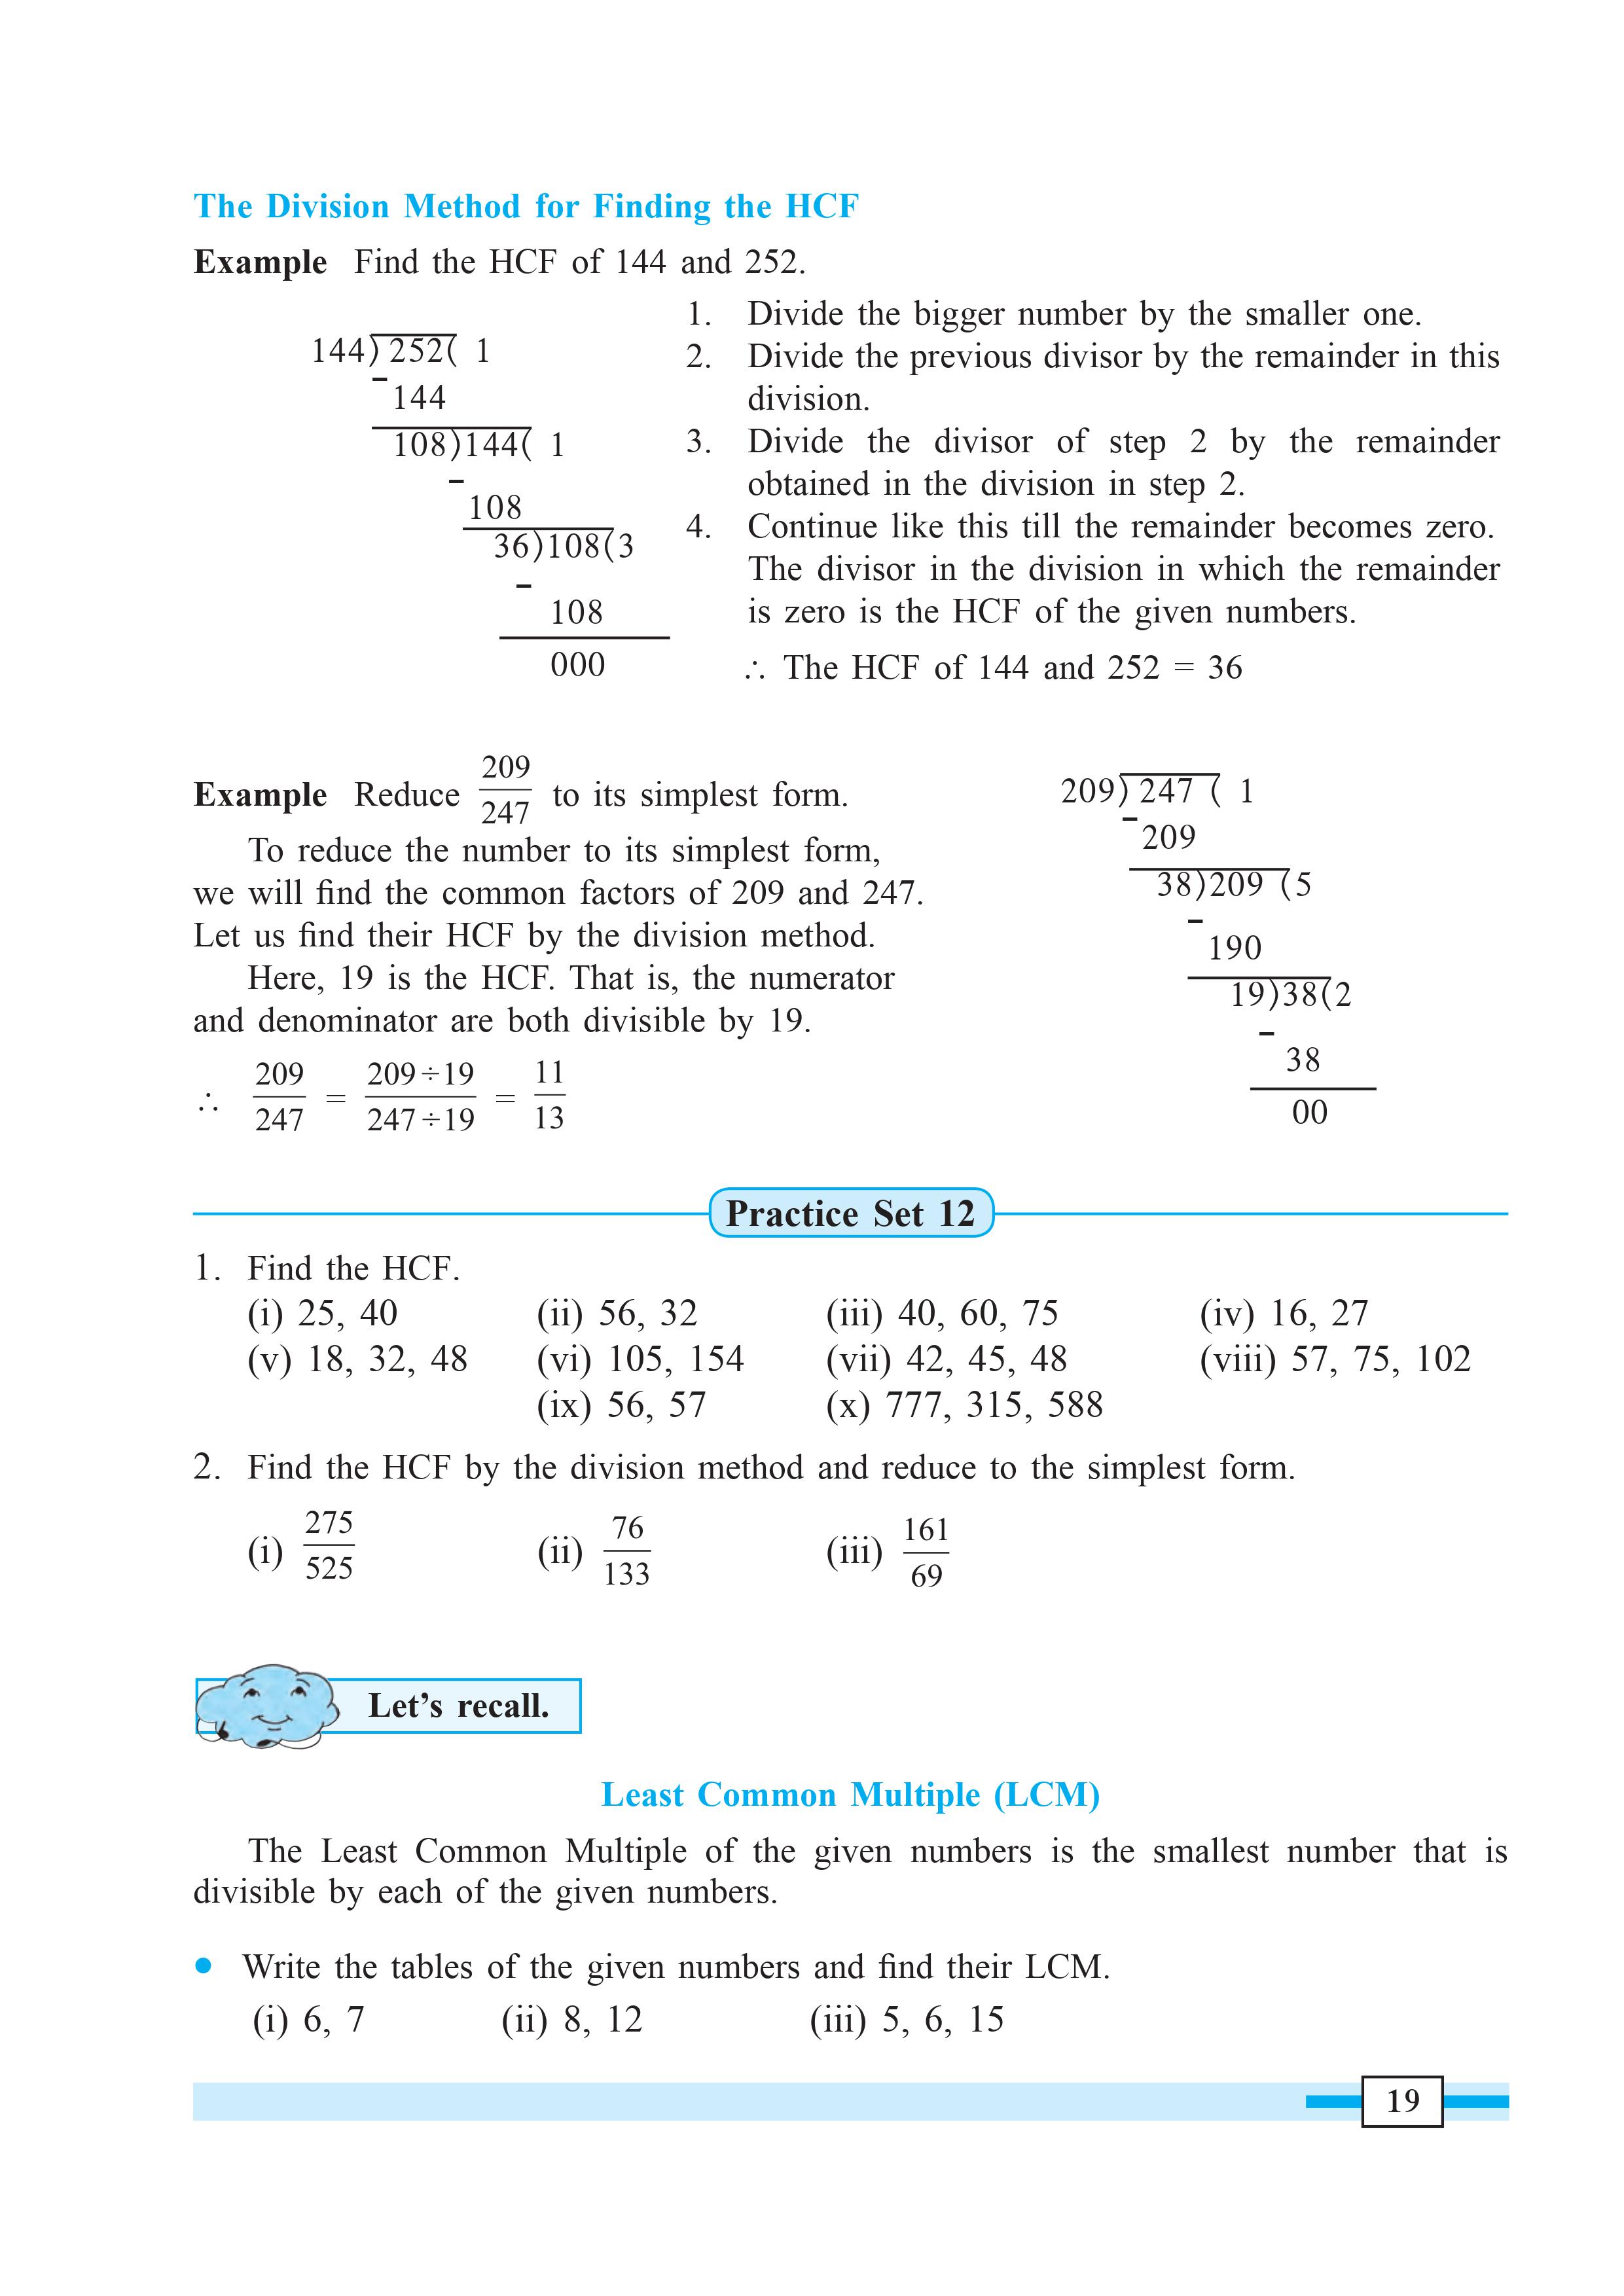 The Division Method for Finding the HCF
Example Find the HCF of 144 and 252.
144) 252( 1
- 144
108)144( 1
- 108
36)108(3
- 108
000
1. Divide the bigger number by the smaller one.
2. Divide the previous divisor by the remainder in this
division.
3. Divide the divisor of step 2 by the remainder
obtained in the division in step 2.
4. Continue like this till the remainder becomes zero.
The divisor in the division in which the remainder
is zero is the HCF of the given numbers.
∴ The HCF of 144 and 252 = 36
Example Reduce 209/247 to its simplest form.
To reduce the number to its simplest form,
we will find the common factors of 209 and 247.
Let us find their HCF by the division method.
Here, 19 is the HCF. That is, the numerator
and denominator are both divisible by 19.
∴ 209/247 = 209÷19/247÷19 = 11/13
209) 247 ( 1
- 209
38)209 (5
- 190
19)38(2
- 38
00
Practice Set 12
1. Find the HCF.
(i) 25, 40 (ii) 56, 32 (iii) 40, 60, 75 (iv) 16, 27
(v) 18, 32, 48 (vi) 105, 154 (vii) 42, 45, 48 (viii) 57, 75, 102
(ix) 56, 57 (x) 777, 315, 588
2. Find the HCF by the division method and reduce to the simplest form.
(i) 275/525 (ii) 76/133 (iii) 161/69
Let’s recall.
Least Common Multiple (LCM)
The Least Common Multiple of the given numbers is the smallest number that is
divisible by each of the given numbers.
• Write the tables of the given numbers and find their LCM.
(i) 6, 7 (ii) 8, 12 (iii) 5, 6, 15
19